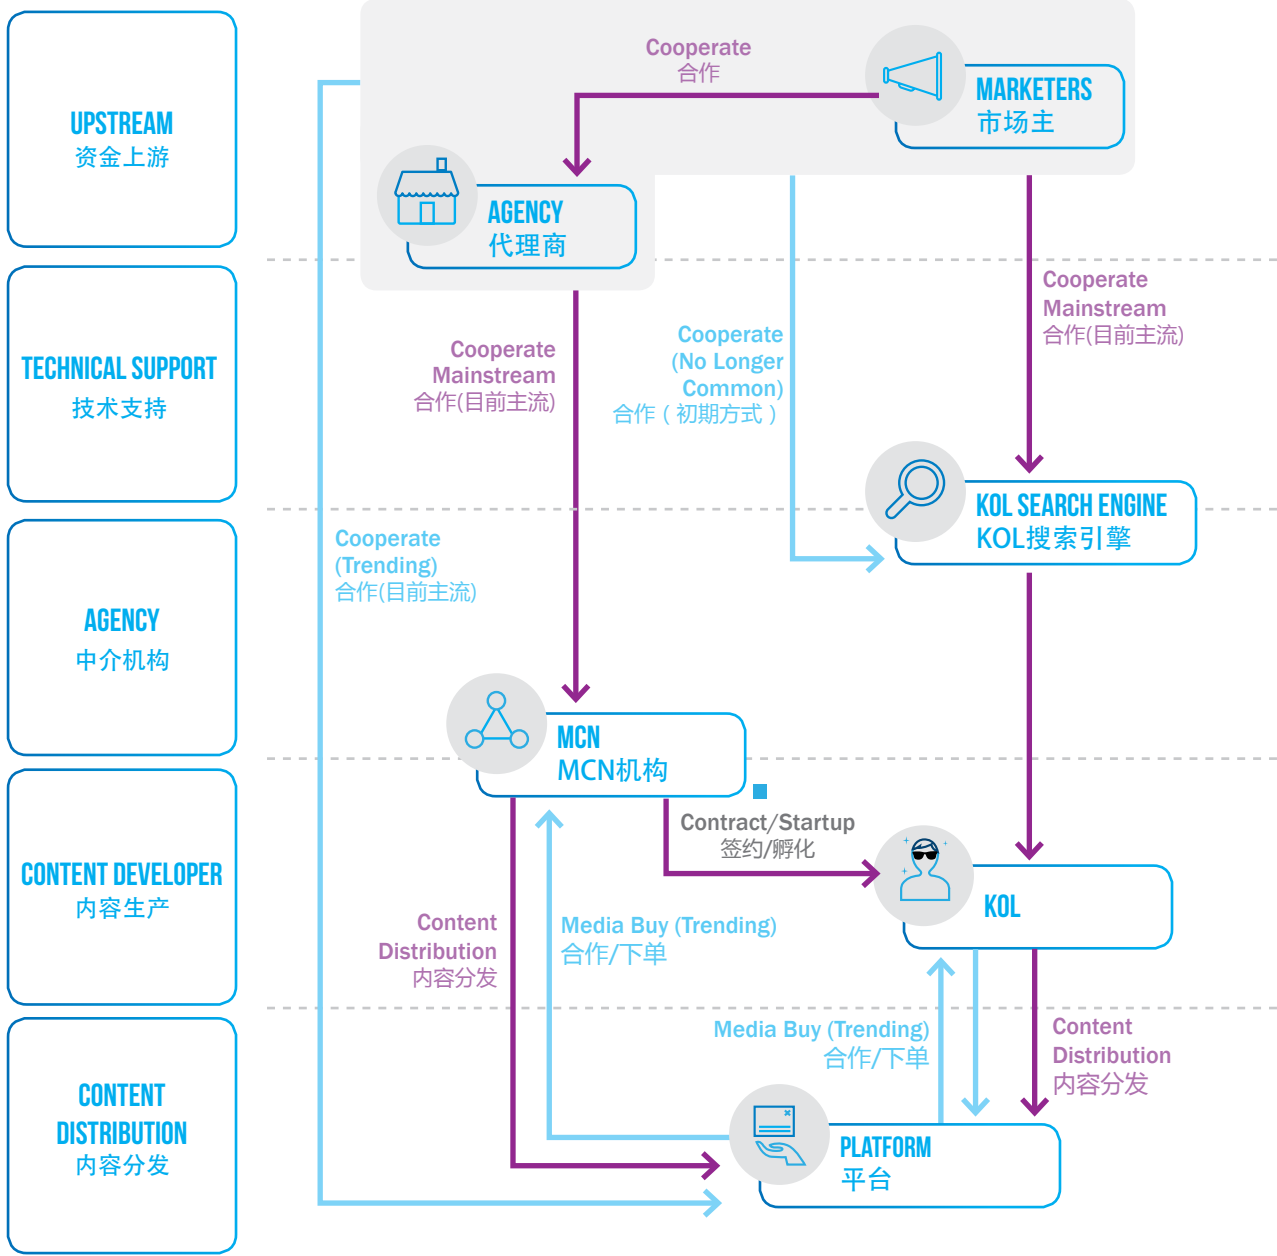 UPSTREAM
资金上游
TECHNICAL SUPPORT
技术支持
AGENCY
中介机构
CONTENT DEVELOPER
内容生产
CONTENT
DISTRIBUTION
内容分发
Cooperate
合作
MARKETERS
市场主
AGENCY
代理商
Cooperate
Mainstream
合作(目前主流)
Cooperate
(No Longer
Common)
合作（初期方式）
Cooperate
Mainstream
合作(目前主流)
KOL SEARCH ENGINE
KOL搜索引擎
Cooperate
(Trending)
合作(目前主流)
MCN
MCN机构
Contract/Startup
签约/孵化
KOL
Content
Distribution
内容分发
Media Buy (Trending)
合作/下单
Media Buy (Trending)
合作/下单
Content
Distribution
内容分发
PLATFORM
平台